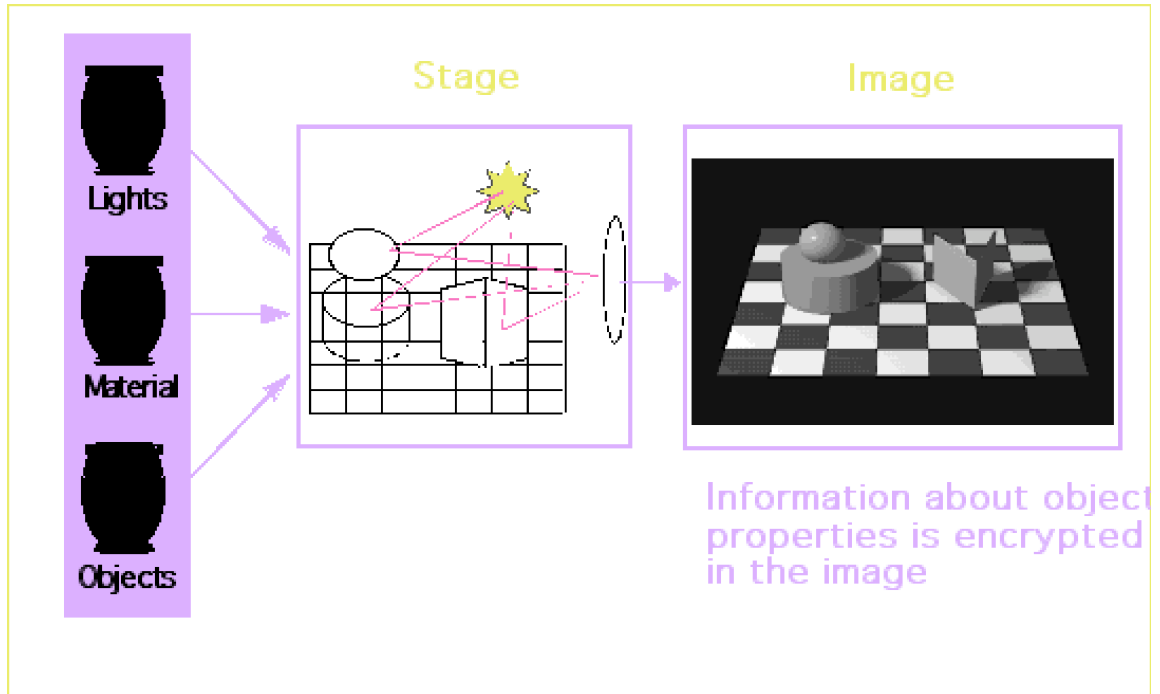 Stage
Image
Lights
Material
Objects
Information about object
properties is encrypted
in the image